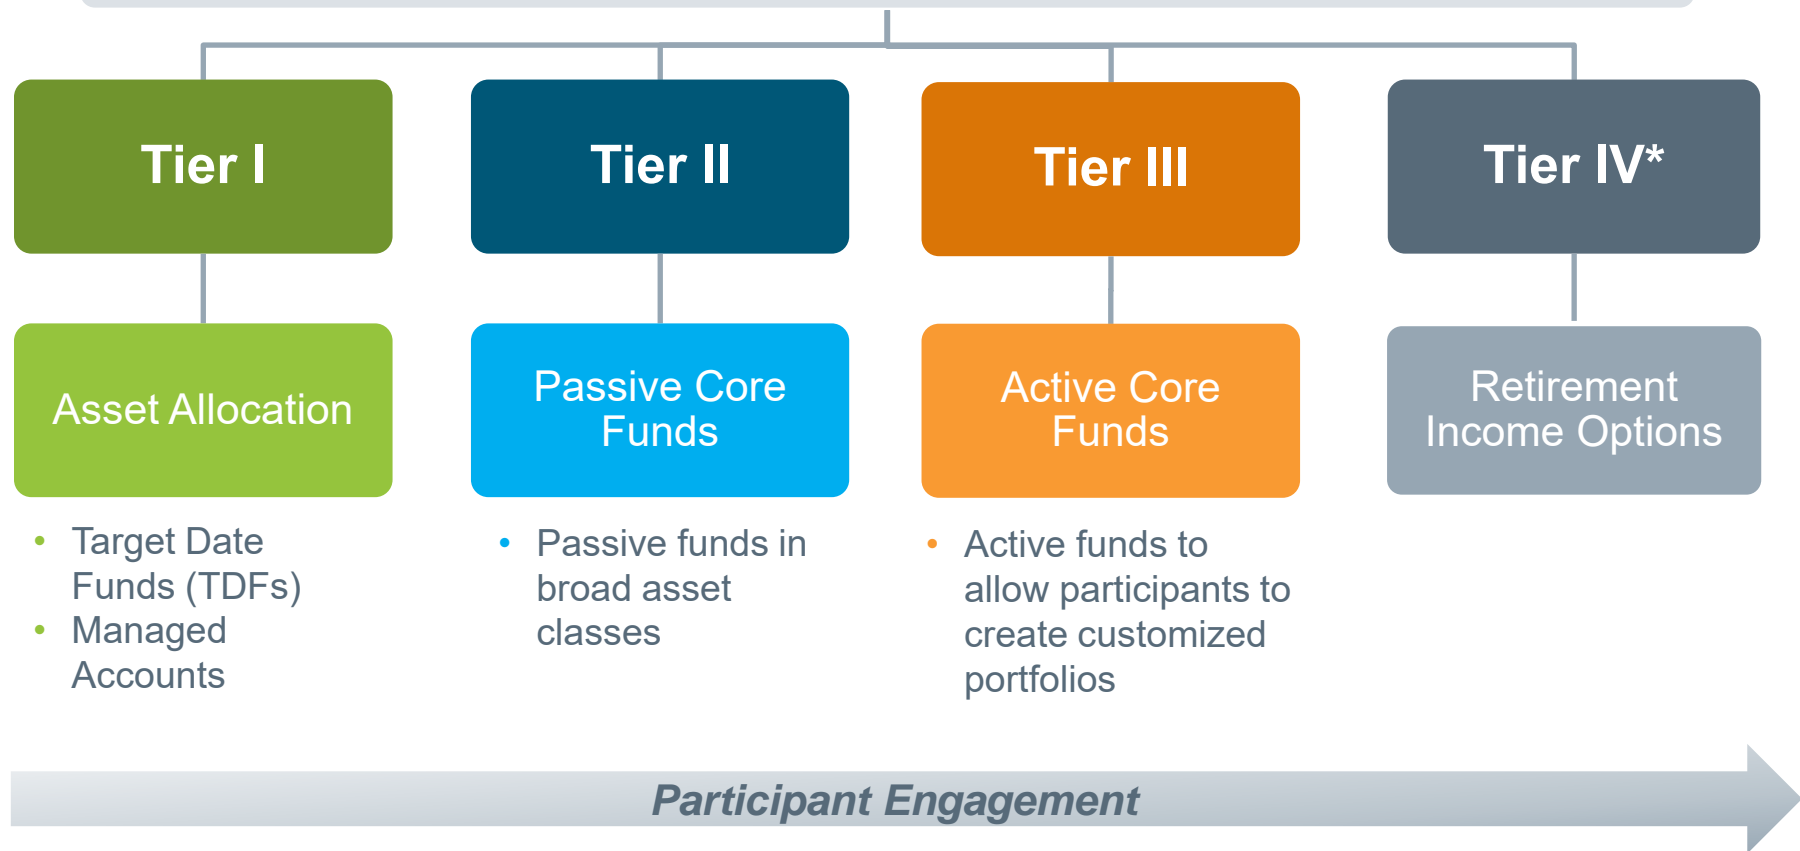 Tier I
Tier II
Tier III
Tier IV*
Asset Allocation
Passive Core
Funds
Active Core
Funds
Retirement
Income Options
• Target Date
Funds (TDFs)
• Managed
Accounts
• Passive funds in
broad asset
classes
• Active funds to
allow participants to
create customized
portfolios
Participant Engagement